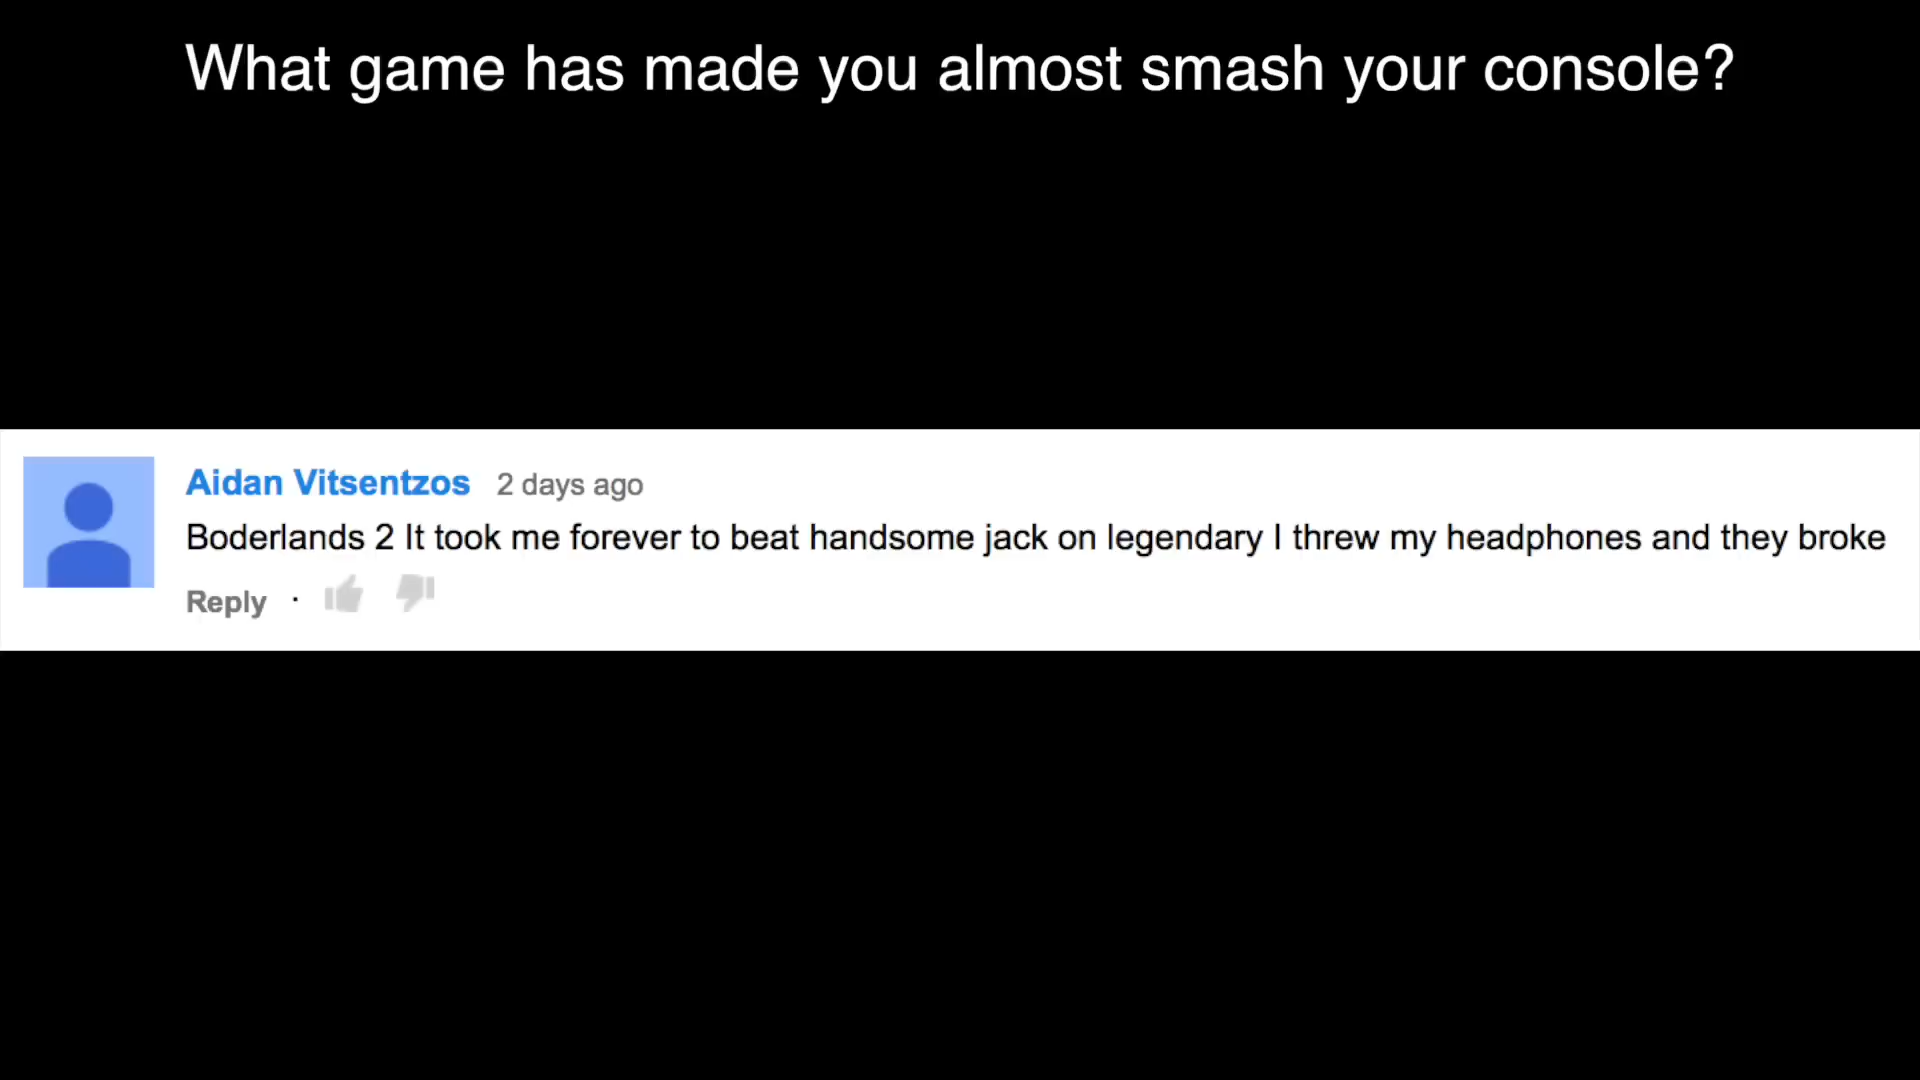 What game has made you almost smash your console?
Aidan Vitsentzos 2 days ago
Boderlands 2 It took me forever to beat handsome jack on legendary I threw my headphones and they broke
Reply ·